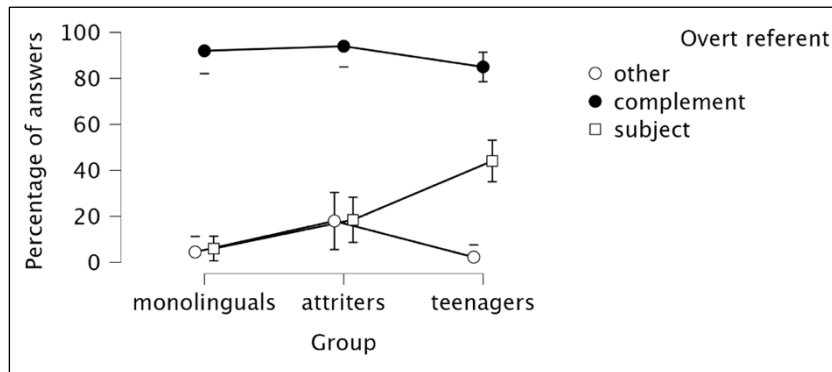 100
80
60
40
20
0
Percentage of answers
monolinguals attriters teenagers
Group
Overt referent
other
complement
subject